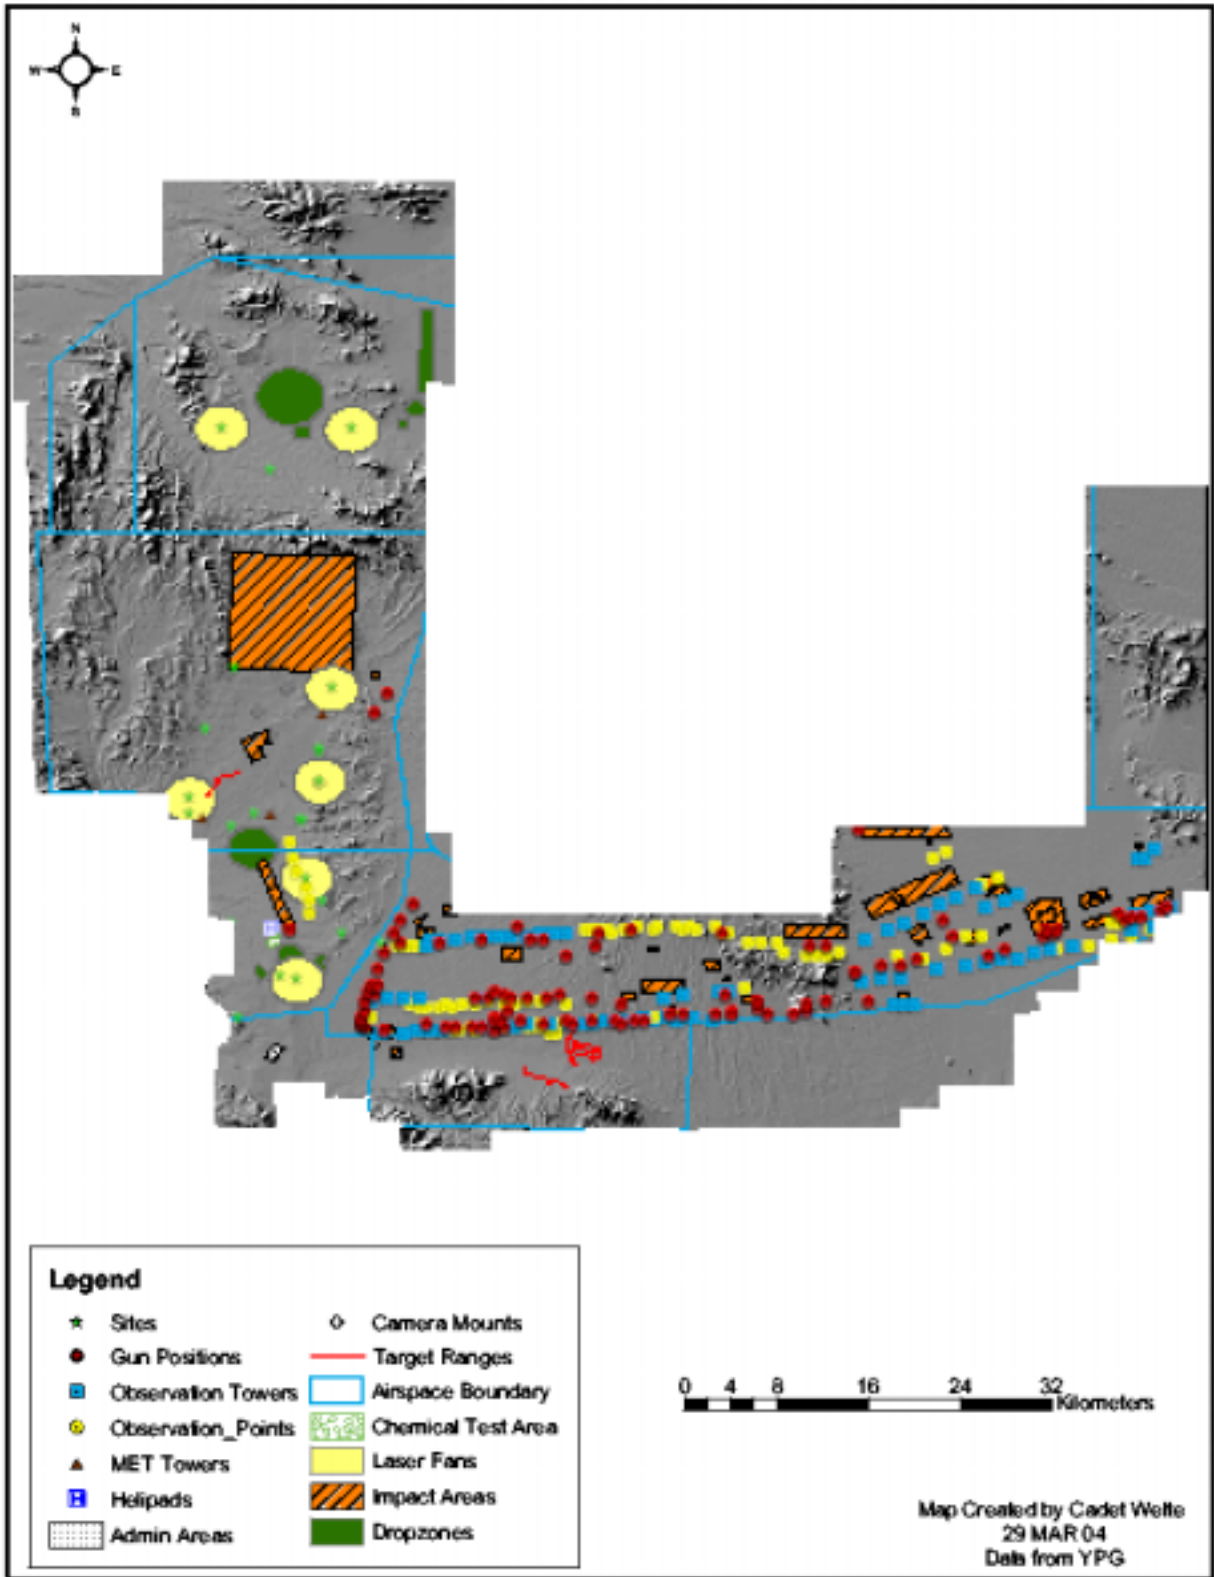 N
W E
S
Legend
Sites
Gun Positions
Observation Towers
Observation_Points
MET Towers
H Helipads
Admin Areas
Camera Mounts
Target Ranges
Airspace Boundary
Chemical Test Area
Laser Fans
Impact Areas
Dropzones
0 4 8 16 24 32
Kilometers
Map Created by Cadet Welte
29 MAR 04
Data from YPG